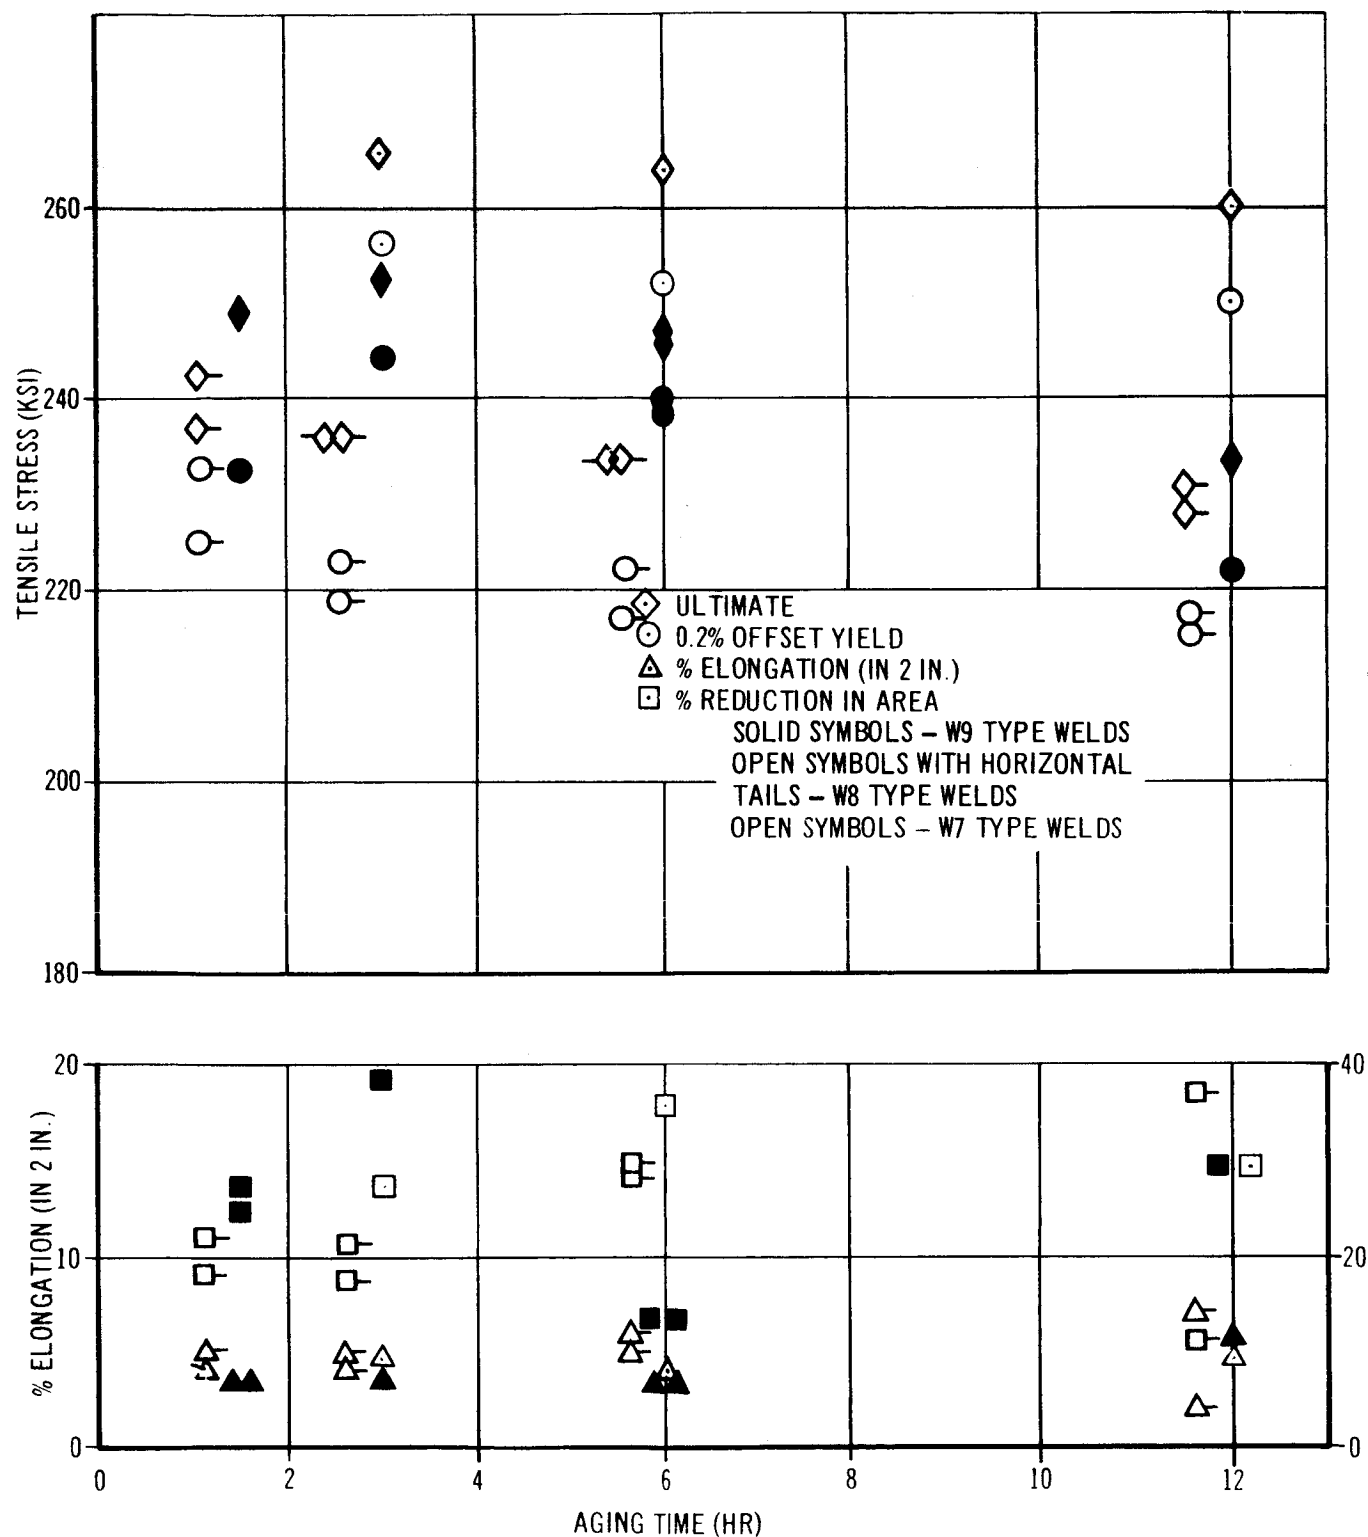 260
240
220
200
180
TENSILE STRESS (KSI)
ULTIMATE
0.2% OFFSET YIELD
% ELONGATION (IN 2 IN.)
% REDUCTION IN AREA
SOLID SYMBOLS – W9 TYPE WELDS
OPEN SYMBOLS WITH HORIZONTAL
TAILS – W8 TYPE WELDS
OPEN SYMBOLS – W7 TYPE WELDS
20
10
0
% ELONGATION (IN 2 IN.)
40
20
0
0 2 4 6 8 10 12
AGING TIME (HR)